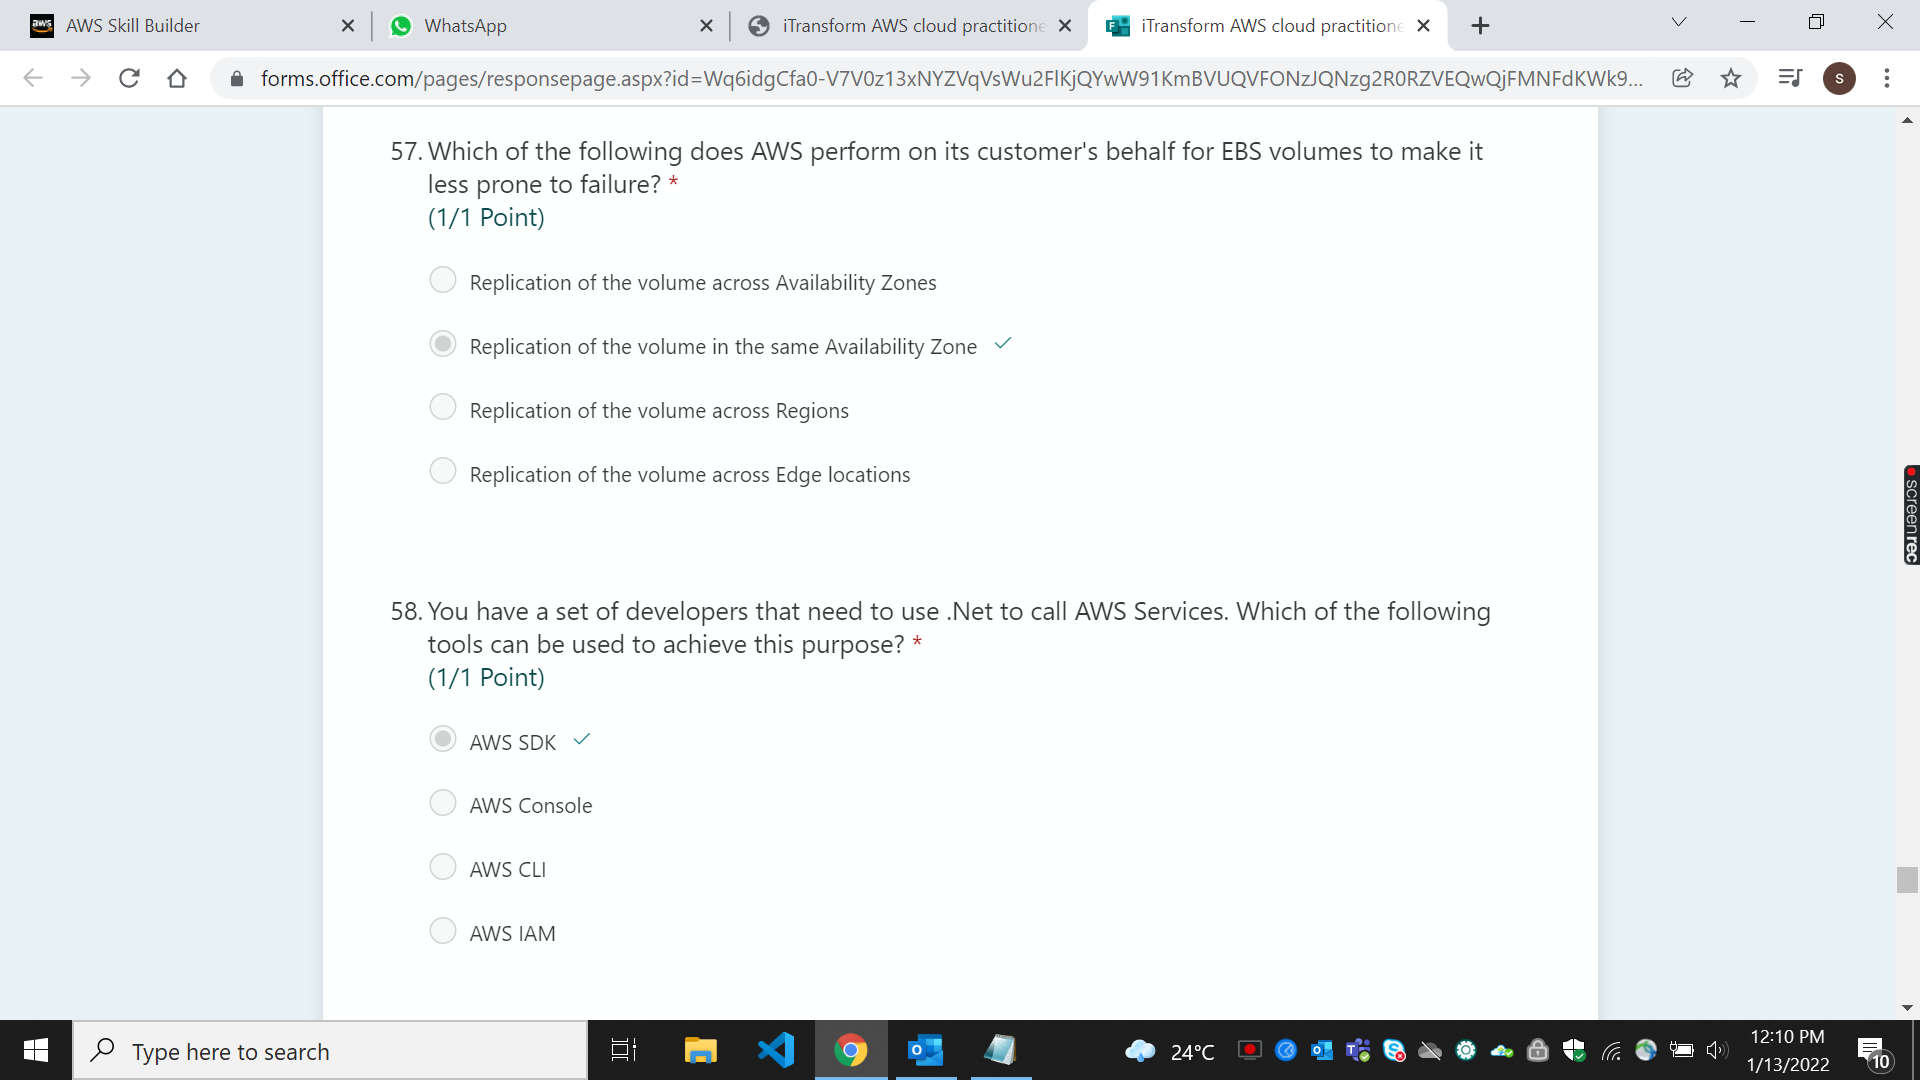 AWS Skill Builder
WhatsApp
iTransform AWS cloud practitione
iTransform AWS cloud practitione
forms.office.com/pages/responsepage.aspx?id=Wq6idgCfa0-V7V0z13xNYZVqVsWu2FlKjQYwW91KmBVUQVFONzJQNzg2R0RZVEQwQjFMNFdKWk9...
S
57. Which of the following does AWS perform on its customer's behalf for EBS volumes to make it
less prone to failure? *
(1/1 Point)
Replication of the volume across Availability Zones
Replication of the volume in the same Availability Zone
Replication of the volume across Regions
Replication of the volume across Edge locations
screenrec
58. You have a set of developers that need to use .Net to call AWS Services. Which of the following
tools can be used to achieve this purpose? *
(1/1 Point)
AWS SDK
AWS Console
AWS CLI
AWS IAM
Type here to search
24°C
12:10 PM
1/13/2022
10